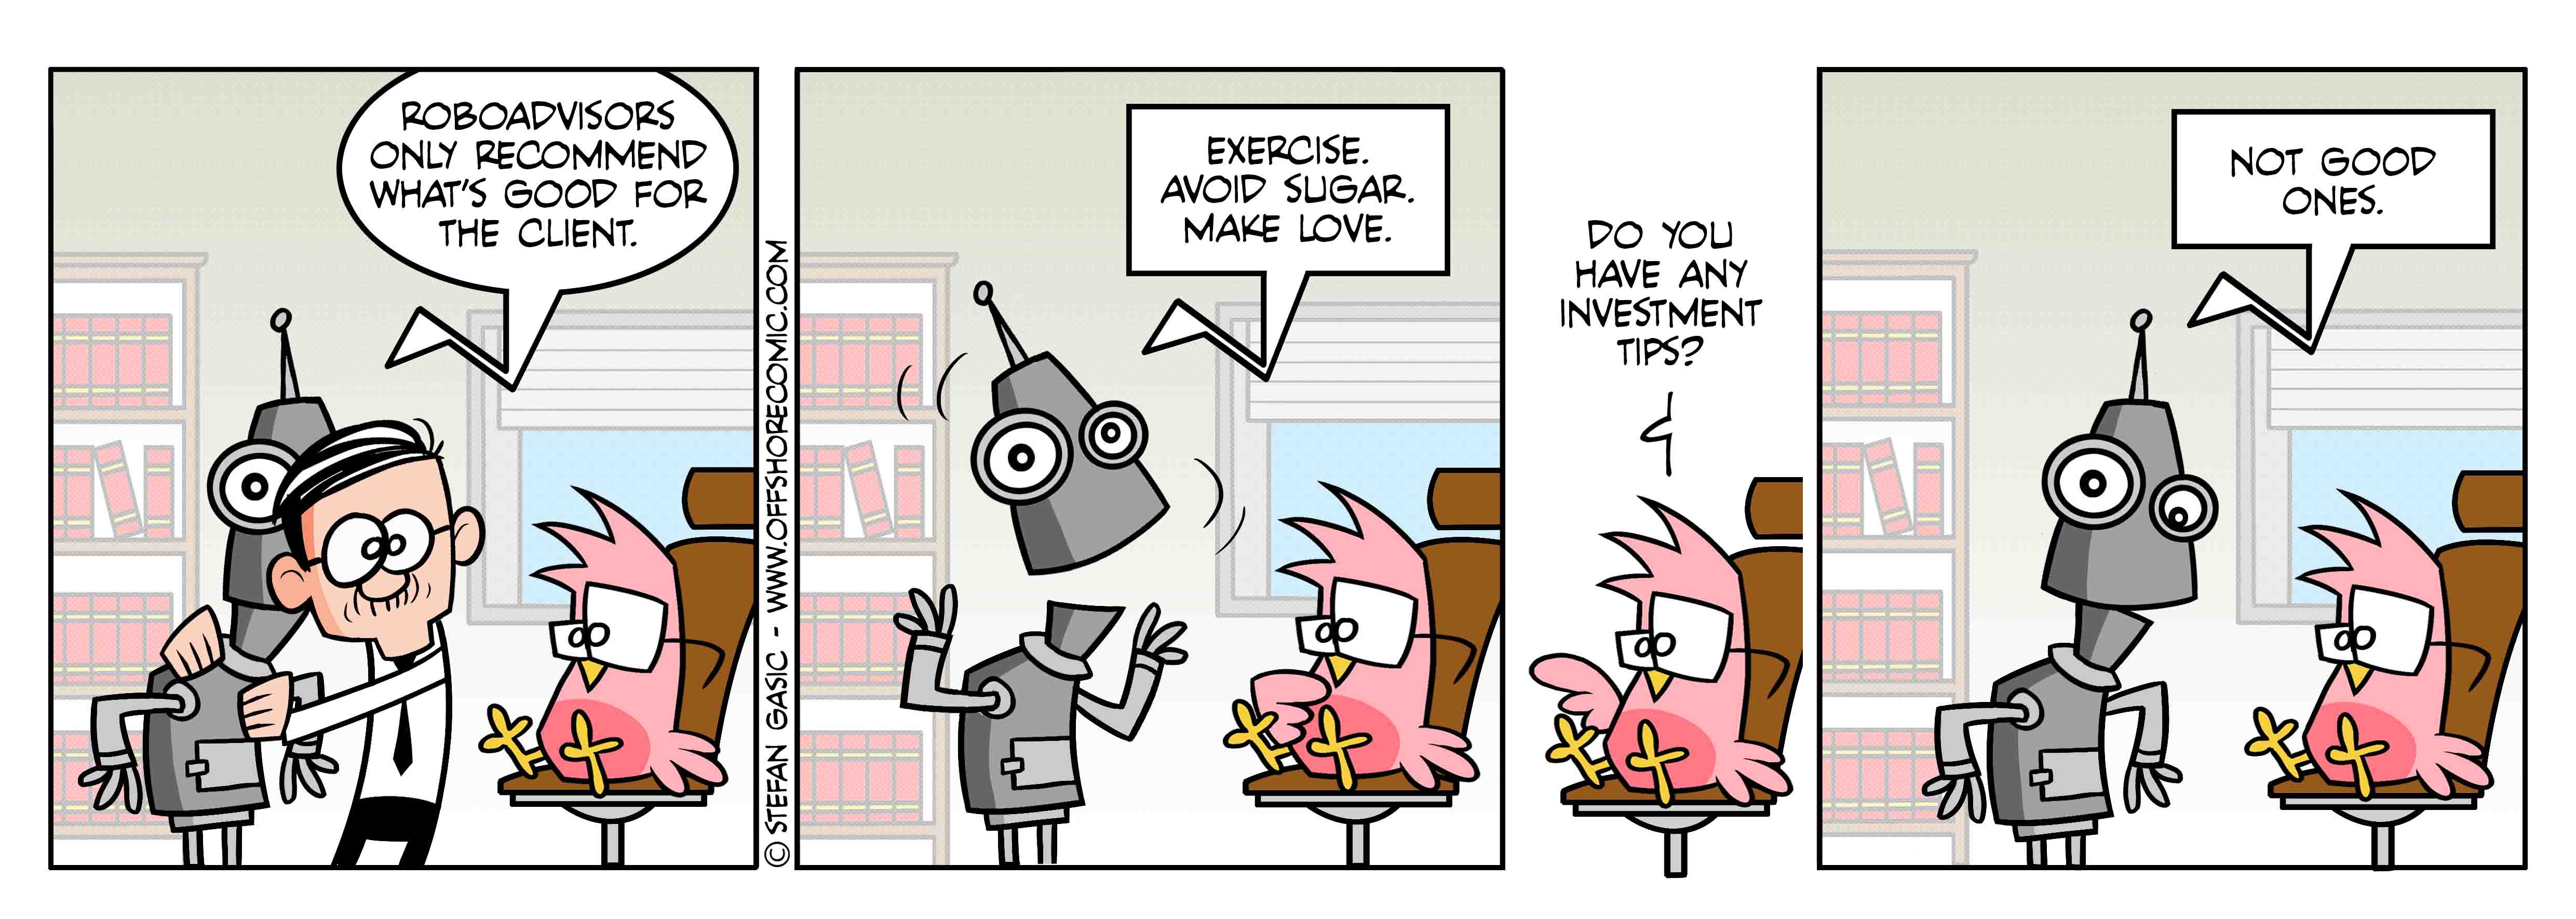 ROBOADVISORS
ONLY RECOMMEND
WHAT'S GOOD FOR
THE CLIENT.
© STEFAN GASIC - WWW.OFFSHORECOMIC.COM
EXERCISE.
AVOID SUGAR.
MAKE LOVE.
DO YOU
HAVE ANY
INVESTMENT
TIPS?
NOT GOOD
ONES.